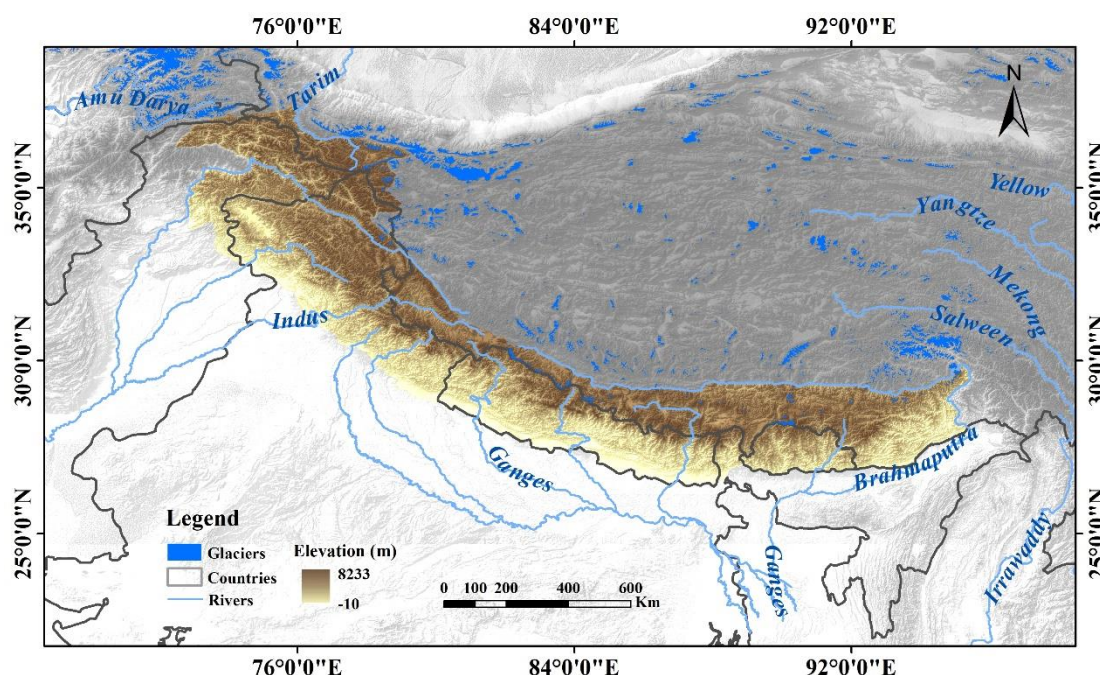 76°0'0"E
84°0'0"E
92°0'0"E
N
Amu Darya
Tarim
35°0'0"N
35°0'0"N
Yellow
Yangtze
Mekong
Salween
Indus
30°0'0"N
30°0'0"N
Ganges
Brahmaputra
Ganges
Irrawaddy
25°0'0"N
25°0'0"N
Legend
Glaciers
Countries
Rivers
Elevation (m)
8233
-10
0 100 200 400 600
Km
76°0'0"E
84°0'0"E
92°0'0"E